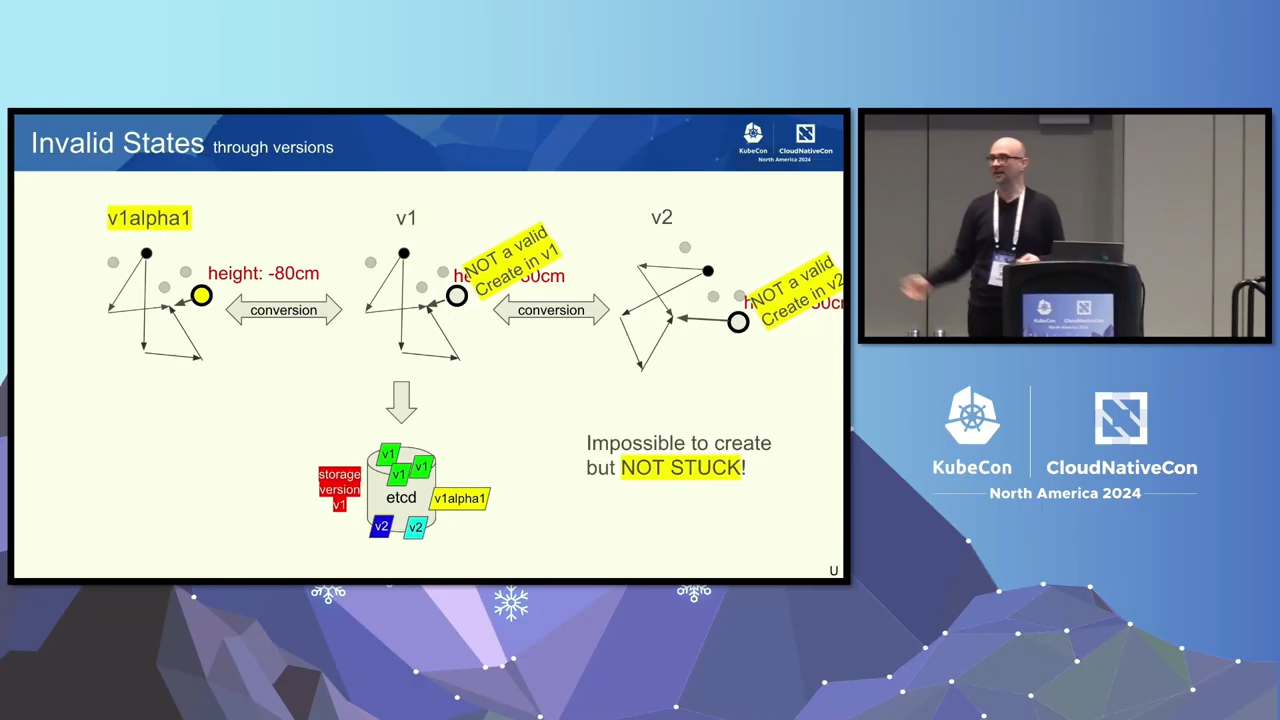 Invalid States through versions
KubeCon
CloudNativeCon
North America 2024
v1alpha1
v1
v2
height: -80cm
NOT a valid
Create in v1
NOT a valid
Create in v2
conversion
conversion
Impossible to create
but NOT STUCK!
v1
v1
v1
storage
version
v1
etcd
v1alpha1
v2
v2
U
KubeCon
CloudNativeCon
North America 2024